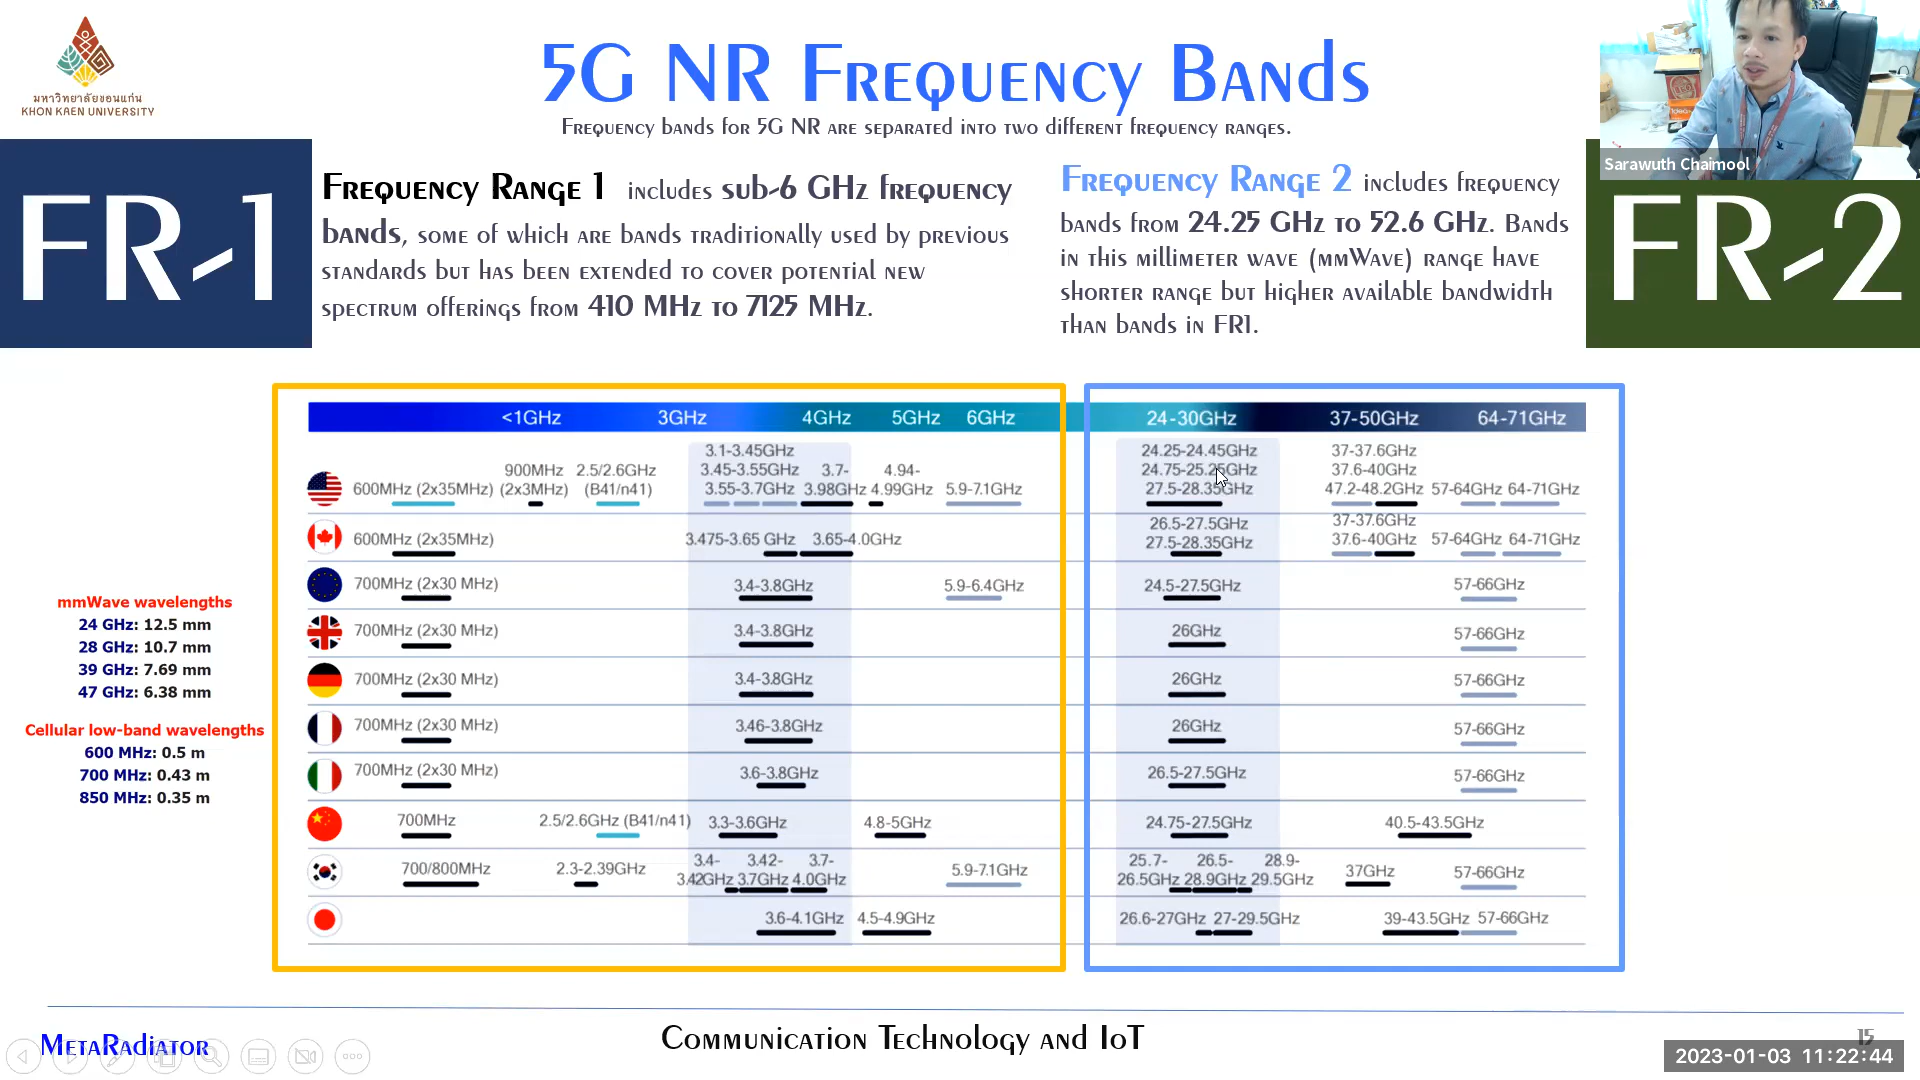 มหาวิทยาลัยขอนแก่น
KHON KAEN UNIVERSITY
5G NR Frequency Bands
Frequency bands for 5G NR are separated into two different frequency ranges.
Sarawuth Chaimool
FR-1
Frequency Range 1 includes sub-6 GHz frequency
bands, some of which are bands traditionally used by previous
standards but has been extended to cover potential new
spectrum offerings from 410 MHz to 7125 MHz.
Frequency Range 2 includes frequency
bands from 24.25 GHz to 52.6 GHz. Bands
in this millimeter wave (mmWave) range have
shorter range but higher available bandwidth
than bands in FR1.
FR-2
<1GHz 3GHz 4GHz 5GHz 6GHz 24-30GHz 37-50GHz 64-71GHz
3.1-3.45GHz 24.25-24.45GHz 37-37.6GHz
900MHz 2.5/2.6GHz 3.45-3.55GHz 3.7- 4.94- 24.75-25.25GHz 37.6-40GHz
600MHz (2x35MHz) (2x3MHz) (B41/n41) 3.55-3.7GHz 3.98GHz 4.99GHz 5.9-7.1GHz 27.5-28.35GHz 47.2-48.2GHz 57-64GHz 64-71GHz
26.5-27.5GHz 37-37.6GHz
600MHz (2x35MHz) 3.475-3.65 GHz 3.65-4.0GHz 27.5-28.35GHz 37.6-40GHz 57-64GHz 64-71GHz
700MHz (2x30 MHz) 3.4-3.8GHz 5.9-6.4GHz 24.5-27.5GHz 57-66GHz
700MHz (2x30 MHz) 3.4-3.8GHz 26GHz 57-66GHz
700MHz (2x30 MHz) 3.4-3.8GHz 26GHz 57-66GHz
700MHz (2x30 MHz) 3.46-3.8GHz 26GHz 57-66GHz
700MHz (2x30 MHz) 3.6-3.8GHz 26.5-27.5GHz 57-66GHz
700MHz 2.5/2.6GHz (B41/n41) 3.3-3.6GHz 4.8-5GHz 24.75-27.5GHz 40.5-43.5GHz
3.4- 3.42- 3.7- 25.7- 26.5- 28.9-
700/800MHz 2.3-2.39GHz 3.42GHz 3.7GHz 4.0GHz 5.9-7.1GHz 26.5GHz 28.9GHz 29.5GHz 37GHz 57-66GHz
3.6-4.1GHz 4.5-4.9GHz 26.6-27GHz 27-29.5GHz 39-43.5GHz 57-66GHz
mmWave wavelengths
24 GHz: 12.5 mm
28 GHz: 10.7 mm
39 GHz: 7.69 mm
47 GHz: 6.38 mm
Cellular low-band wavelengths
600 MHz: 0.5 m
700 MHz: 0.43 m
850 MHz: 0.35 m
MetaRadiator
Communication Technology and IoT
15
2023-01-03 11:22:44